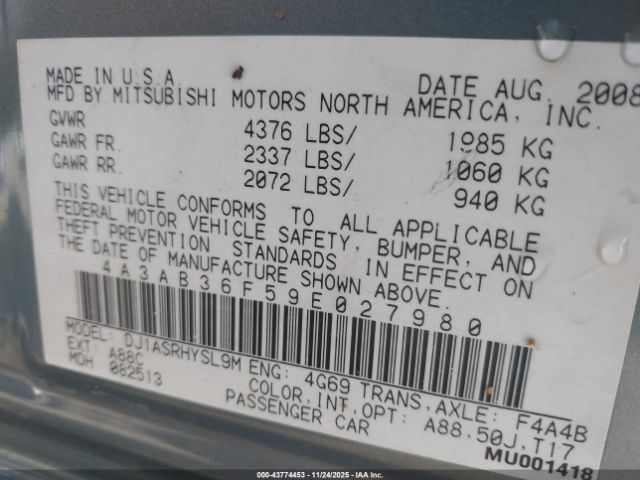 MADE IN U.S.A. DATE AUG. 2008
MFD BY MITSUBISHI MOTORS NORTH AMERICA, INC.
GVWR 4376 LBS/ 1985 KG
GAWR FR. 2337 LBS/ 1060 KG
GAWR RR. 2072 LBS/ 940 KG
THIS VEHICLE CONFORMS TO ALL APPLICABLE
FEDERAL MOTOR VEHICLE SAFETY, BUMPER, AND
THEFT PREVENTION STANDARDS IN EFFECT ON
THE DATE OF MANUFACTURE SHOWN ABOVE.
4A3AB36F59E027980
MODEL: DJ1ASRHYSL9M ENG: 4G69 TRANS,AXLE: F4A4B
EXT: A88C COLOR,INT,OPT: A88.50J.T17
MDH 082513 PASSENGER CAR
MU001418
© 43774453 - 11/24/2025 - IAAI.COM